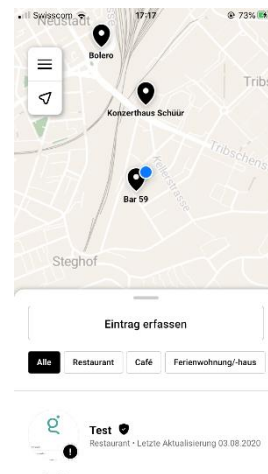 Swisscom 17:17 73%
Neustadt
Bolero
Tribs
Konzerthaus Schüür
Tribschens
Kellerstrasse
Bar 59
Steghof
Eintrag erfassen
Alle Restaurant Café Ferienwohnung/-haus
g
Test
Restaurant • Letzte Aktualisierung 03.08.2020